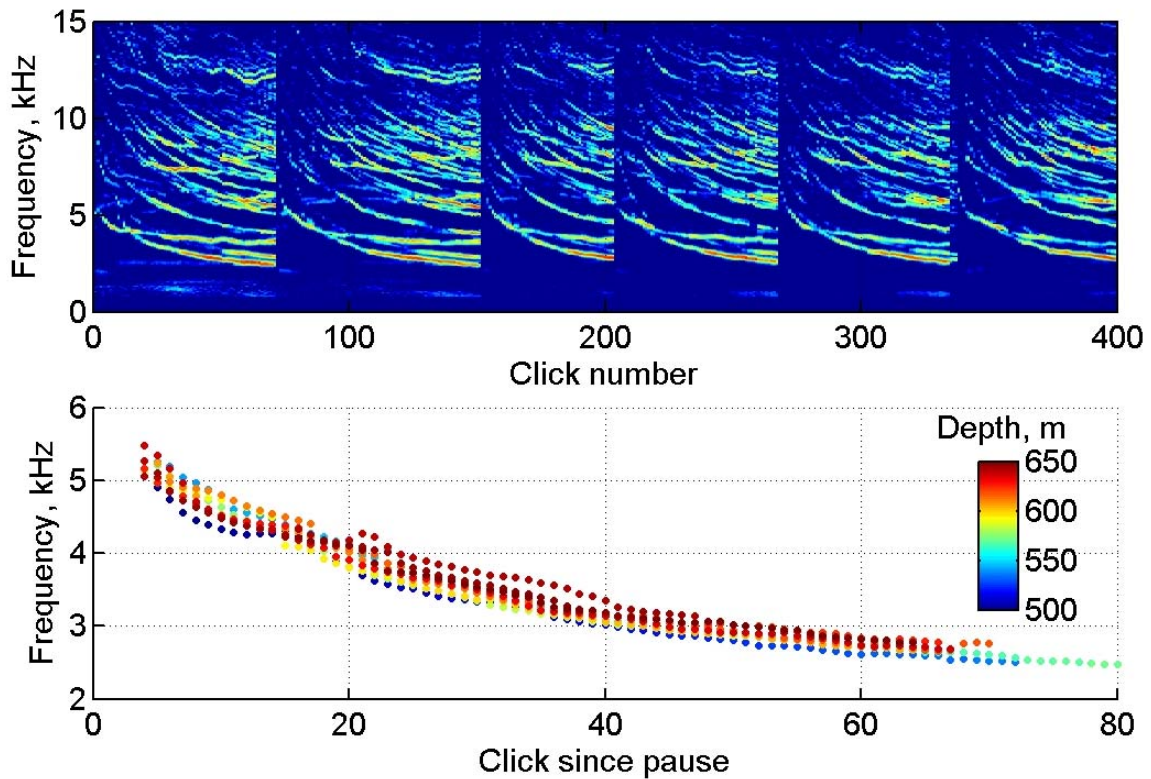 15
10
5
0
Frequency, kHz
0 100 200 300 400
Click number
6
5
4
3
2
Frequency, kHz
Depth, m
650
600
550
500
0 20 40 60 80
Click since pause